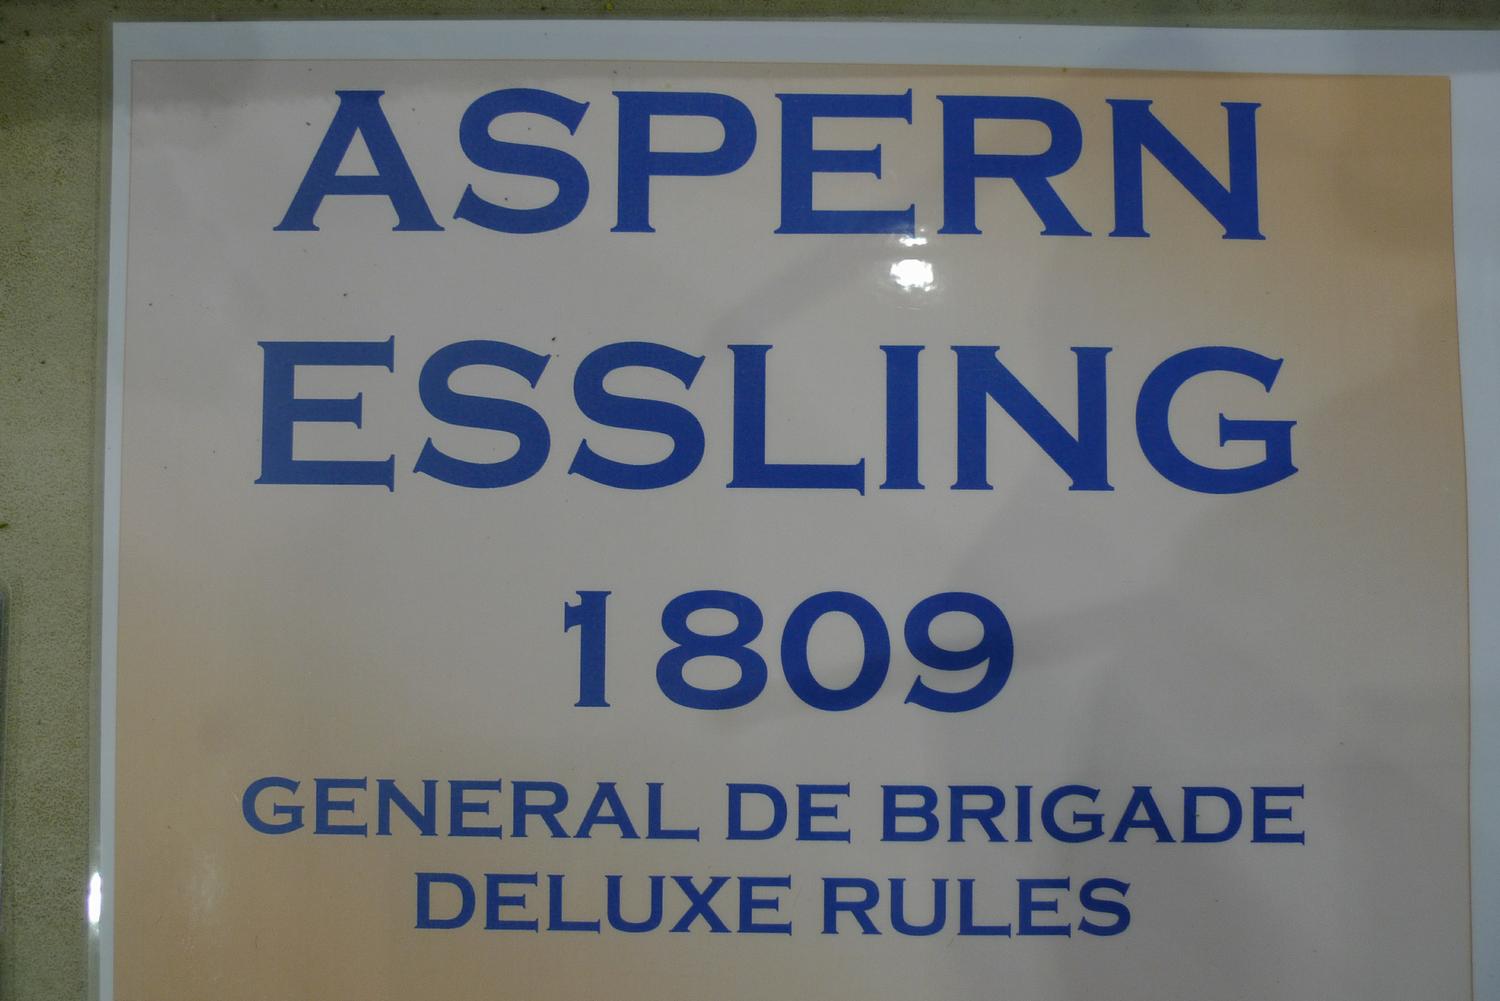 ASPERN
ESSLING
1809
GENERAL DE BRIGADE
DELUXE RULES